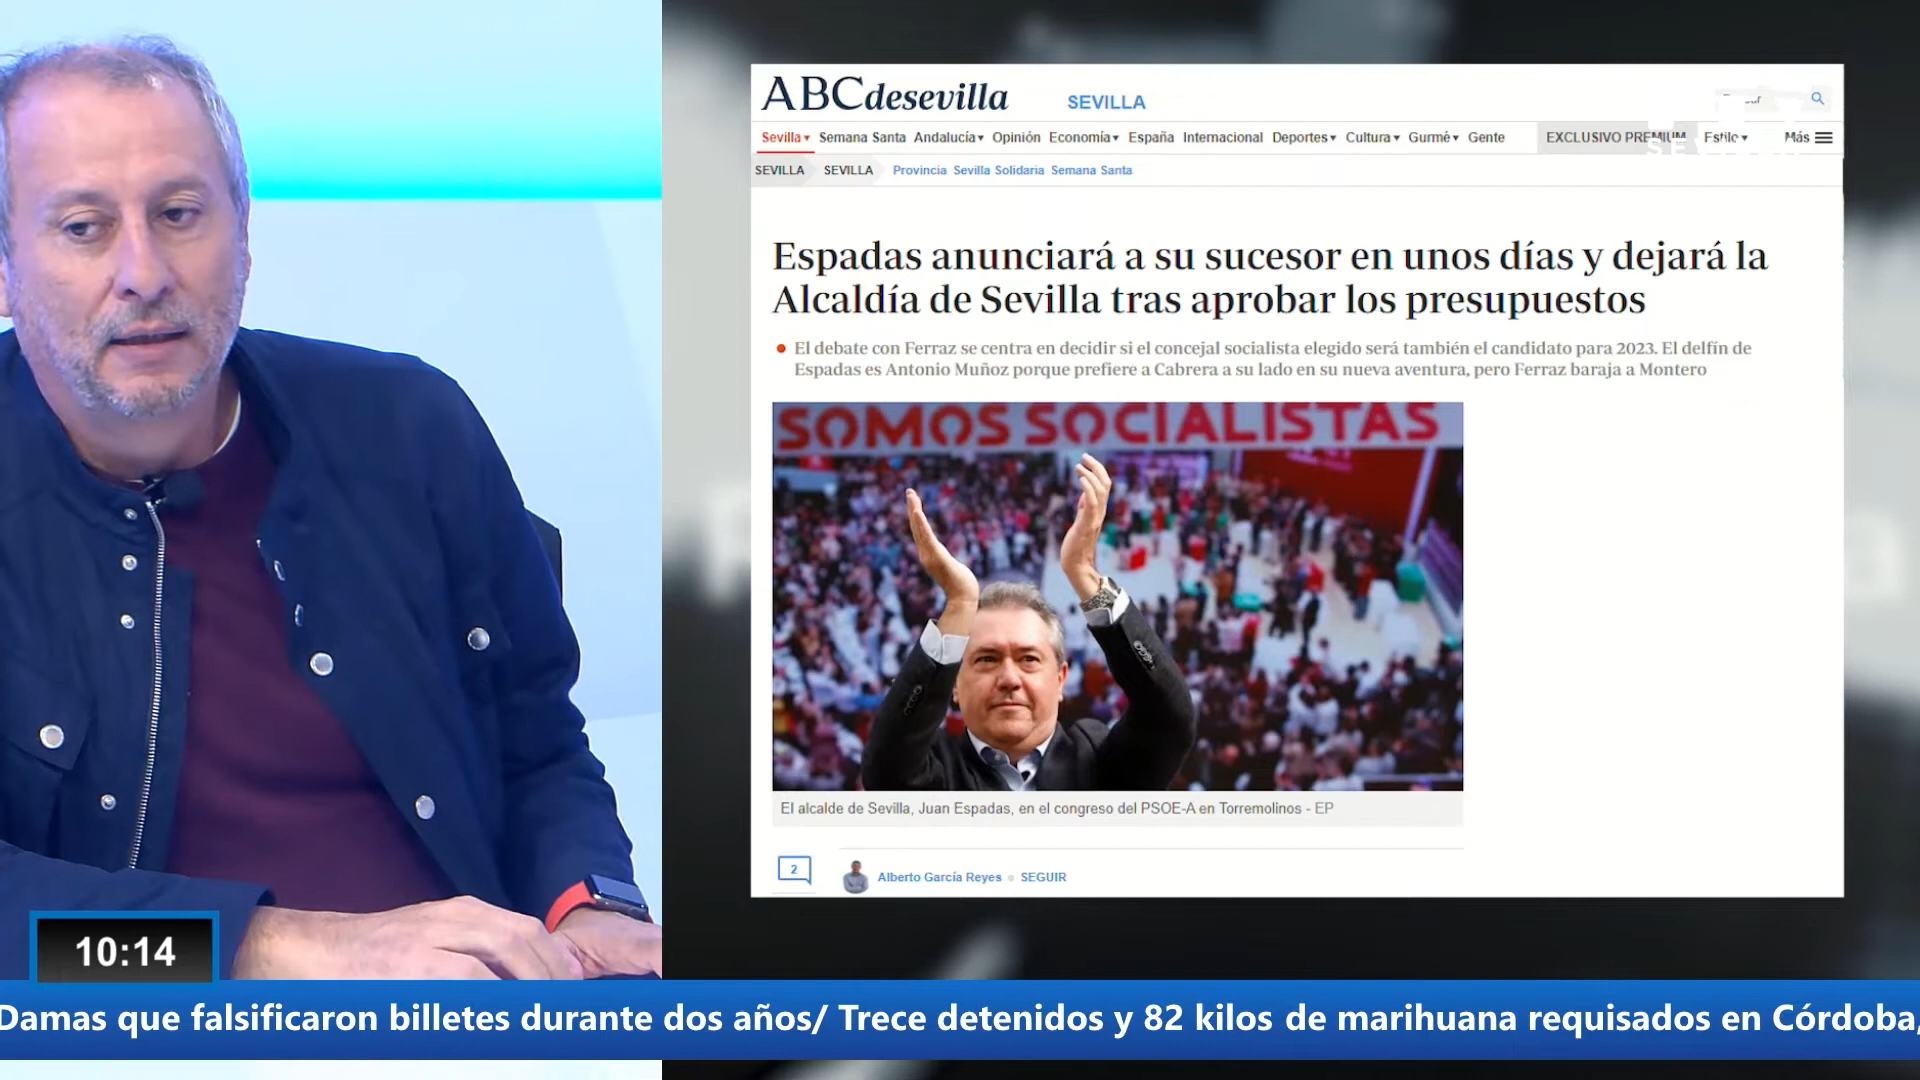 ABCdesevilla
SEVILLA
Sevilla Semana Santa Andalucía Opinión Economía España Internacional Deportes Cultura Gurmé Gente EXCLUSIVO PREMIUM Estilo Más
SEVILLA SEVILLA Provincia Sevilla Solidaria Semana Santa
Espadas anunciará a su sucesor en unos días y dejará la
Alcaldía de Sevilla tras aprobar los presupuestos
El debate con Ferraz se centra en decidir si el concejal socialista elegido será también el candidato para 2023. El delfín de
Espadas es Antonio Muñoz porque prefiere a Cabrera a su lado en su nueva aventura, pero Ferraz baraja a Montero
SOMOS SOCIALISTAS
El alcalde de Sevilla, Juan Espadas, en el congreso del PSOE-A en Torremolinos - EP
2
Alberto García Reyes SEGUIR
10:14
Damas que falsificaron billetes durante dos años/ Trece detenidos y 82 kilos de marihuana requisados en Córdoba,